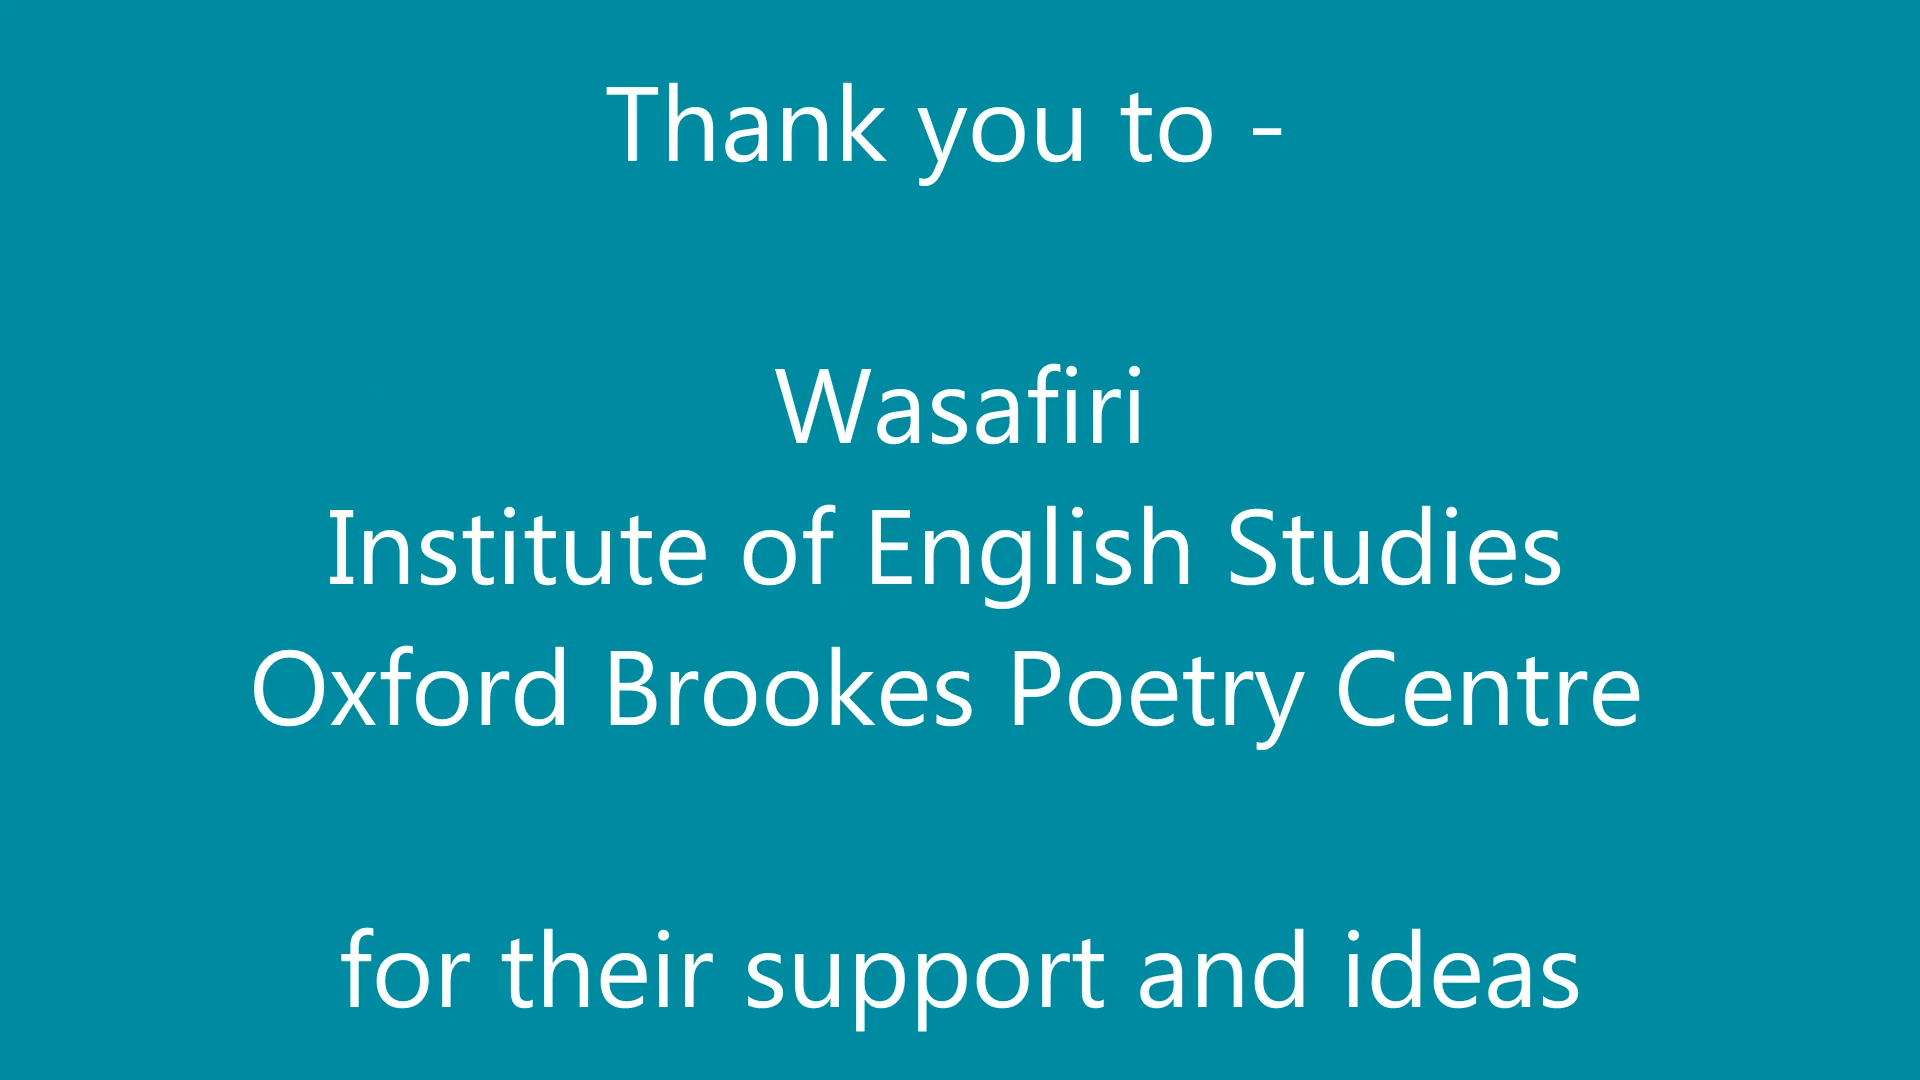 Thank you to -
Wasafiri
Institute of English Studies
Oxford Brookes Poetry Centre
for their support and ideas